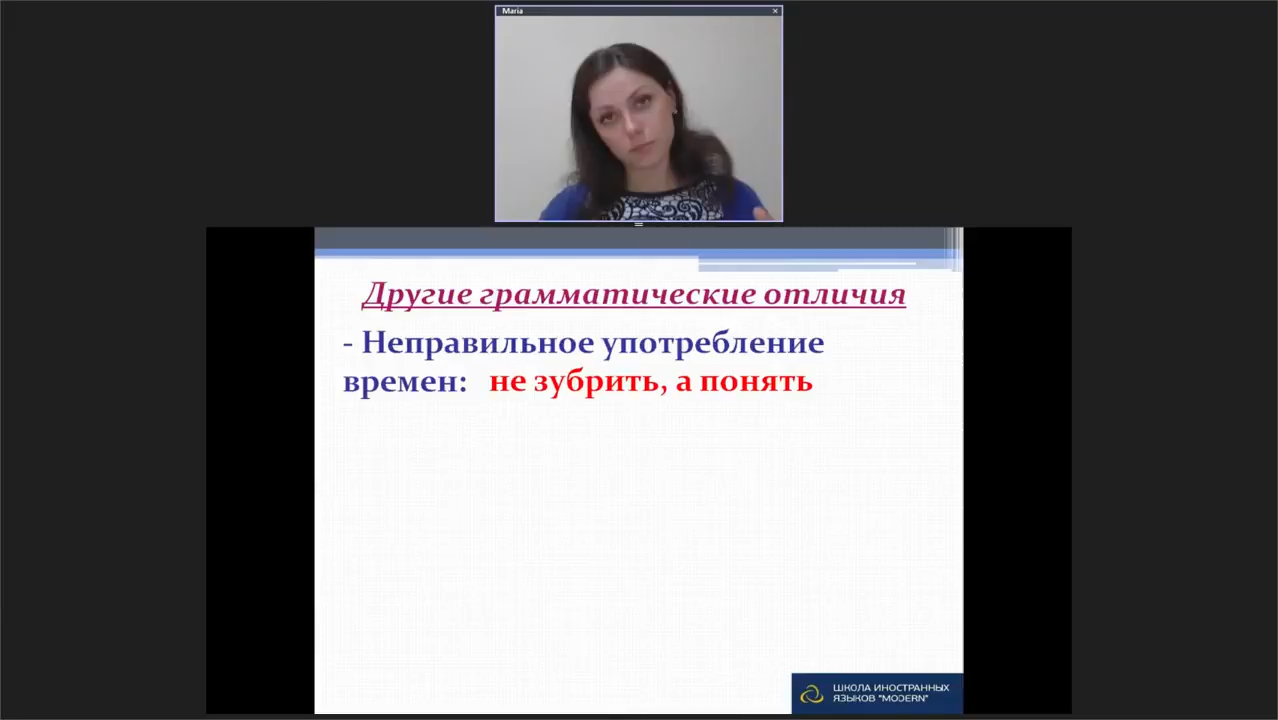 Maria
Другие грамматические отличия
- Неправильное употребление
времен: не зубрить, а понять
ШКОЛА ИНОСТРАННЫХ
ЯЗЫКОВ "MODERN"